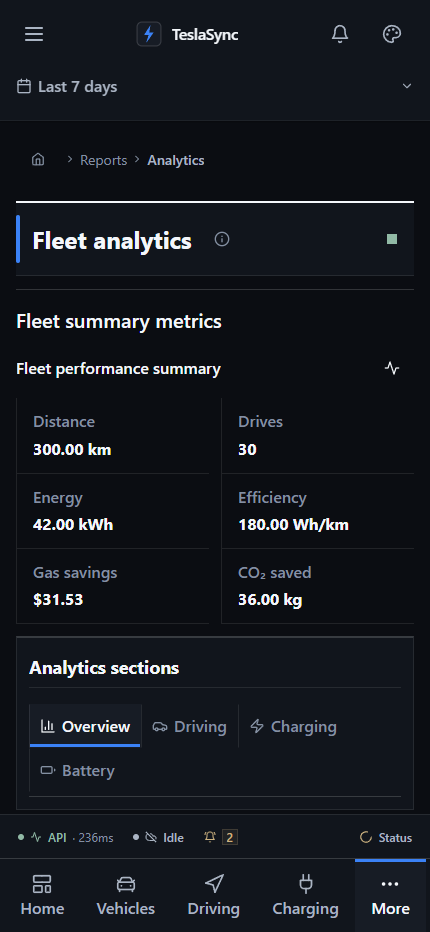 TeslaSync
Last 7 days
Reports > Analytics
Fleet analytics
Fleet summary metrics
Fleet performance summary
Distance
300.00 km
Drives
30
Energy
42.00 kWh
Efficiency
180.00 Wh/km
Gas savings
$31.53
CO₂ saved
36.00 kg
Analytics sections
Overview
Driving
Charging
Battery
API · 236ms
Idle
2
Status
Home
Vehicles
Driving
Charging
More